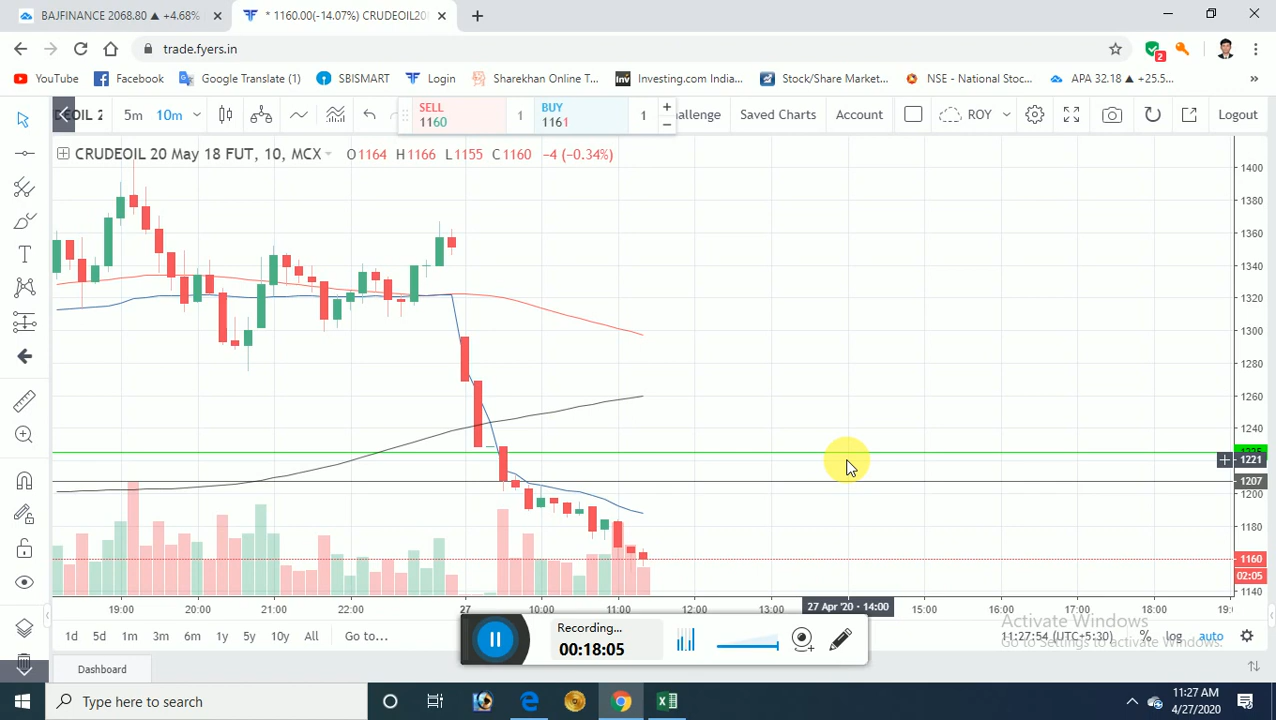 BAJFINANCE 2068.80 ▲ +4.68%
* 1160.00(-14.07%) CRUDEOIL20
trade.fyers.in
2
YouTube
Facebook
Google Translate (1)
SBISMART
Login
Sharekhan Online T...
Investing.com India...
Stock/Share Market...
NSE - National Stoc...
APA 32.18 ▲ +25.5...
5m
10m
SELL
1160
1
BUY
1161
1
Saved Charts
Account
ROY
Logout
CRUDEOIL 20 May 18 FUT, 10, MCX
O1164 H1166 L1155 C1160 −4 (−0.34%)
1400
1380
1360
1340
1320
1300
1280
1260
1240
1221
1207
1200
1180
1160
02:05
1140
19:00
20:00
21:00
22:00
27
10:00
11:00
12:00
13:00
27 Apr '20 - 14:00
15:00
16:00
17:00
18:00
1d
5d
1m
3m
6m
1y
5y
10y
All
Go to...
Recording...
00:18:05
Activate Windows
Go to Settings to activate Windows.
11:27:54 (UTC+5:30)
%
log
auto
Dashboard
Type here to search
11:27 AM
4/27/2020